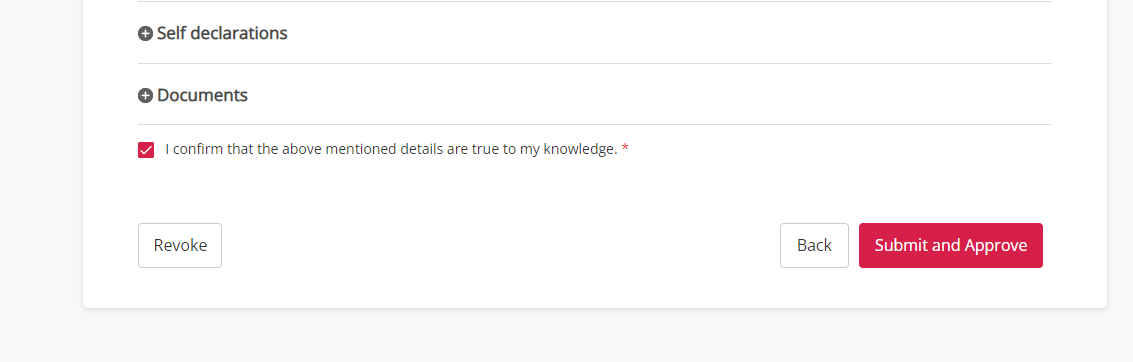 Self declarations
Documents
I confirm that the above mentioned details are true to my knowledge. *
Revoke
Back
Submit and Approve